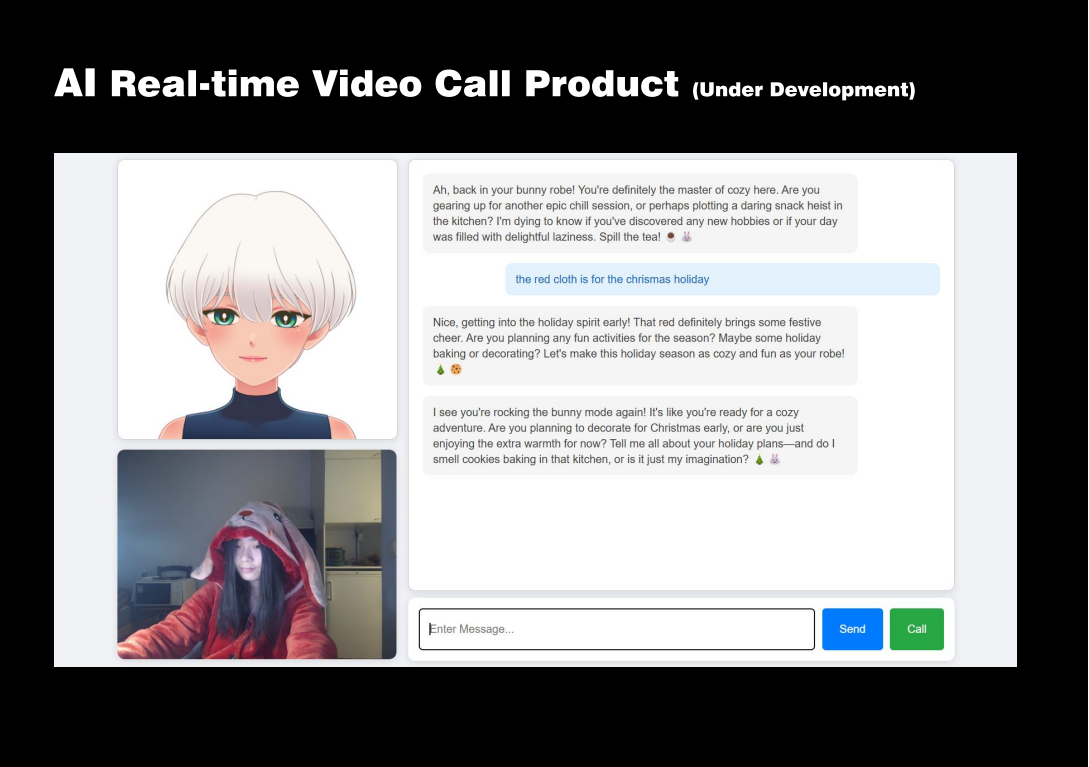 AI Real-time Video Call Product (Under Development)
Ah, back in your bunny robe! You're definitely the master of cozy here. Are you
gearing up for another epic chill session, or perhaps plotting a daring snack heist in
the kitchen? I'm dying to know if you've discovered any new hobbies or if your day
was filled with delightful laziness. Spill the tea! ☕ 🐰
the red cloth is for the chrismas holiday
Nice, getting into the holiday spirit early! That red definitely brings some festive
cheer. Are you planning any fun activities for the season? Maybe some holiday
baking or decorating? Let's make this holiday season as cozy and fun as your robe!
🎄 🍪
I see you're rocking the bunny mode again! It's like you're ready for a cozy
adventure. Are you planning to decorate for Christmas early, or are you just
enjoying the extra warmth for now? Tell me all about your holiday plans—and do I
smell cookies baking in that kitchen, or is it just my imagination? 🎄 🐰
Enter Message...
Send
Call